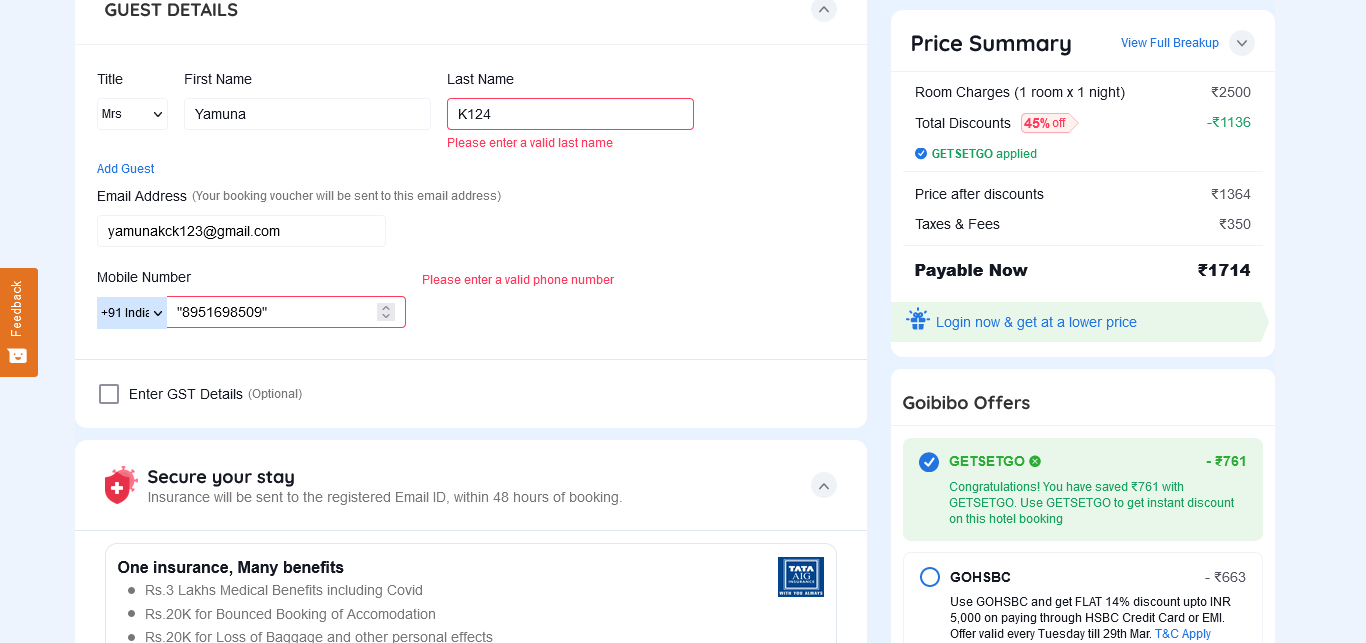 GUEST DETAILS
Title
First Name
Last Name
Mrs
Yamuna
K124
Please enter a valid last name
Add Guest
Email Address (Your booking voucher will be sent to this email address)
yamunakck123@gmail.com
Mobile Number
Please enter a valid phone number
+91 India
"8951698509"
Enter GST Details (Optional)
Feedback
Secure your stay
Insurance will be sent to the registered Email ID, within 48 hours of booking.
One insurance, Many benefits
Rs.3 Lakhs Medical Benefits including Covid
Rs.20K for Bounced Booking of Accomodation
Rs.20K for Loss of Baggage and other personal effects
TATA
AIG
INSURANCE
WITH YOU ALWAYS
Price Summary
View Full Breakup
Room Charges (1 room x 1 night) ₹2500
Total Discounts 45% off -₹1136
GETSETGO applied
Price after discounts ₹1364
Taxes & Fees ₹350
Payable Now ₹1714
Login now & get at a lower price
Goibibo Offers
GETSETGO - ₹761
Congratulations! You have saved ₹761 with
GETSETGO. Use GETSETGO to get instant discount
on this hotel booking
GOHSBC - ₹663
Use GOHSBC and get FLAT 14% discount upto INR
5,000 on paying through HSBC Credit Card or EMI.
Offer valid every Tuesday till 29th Mar. T&C Apply